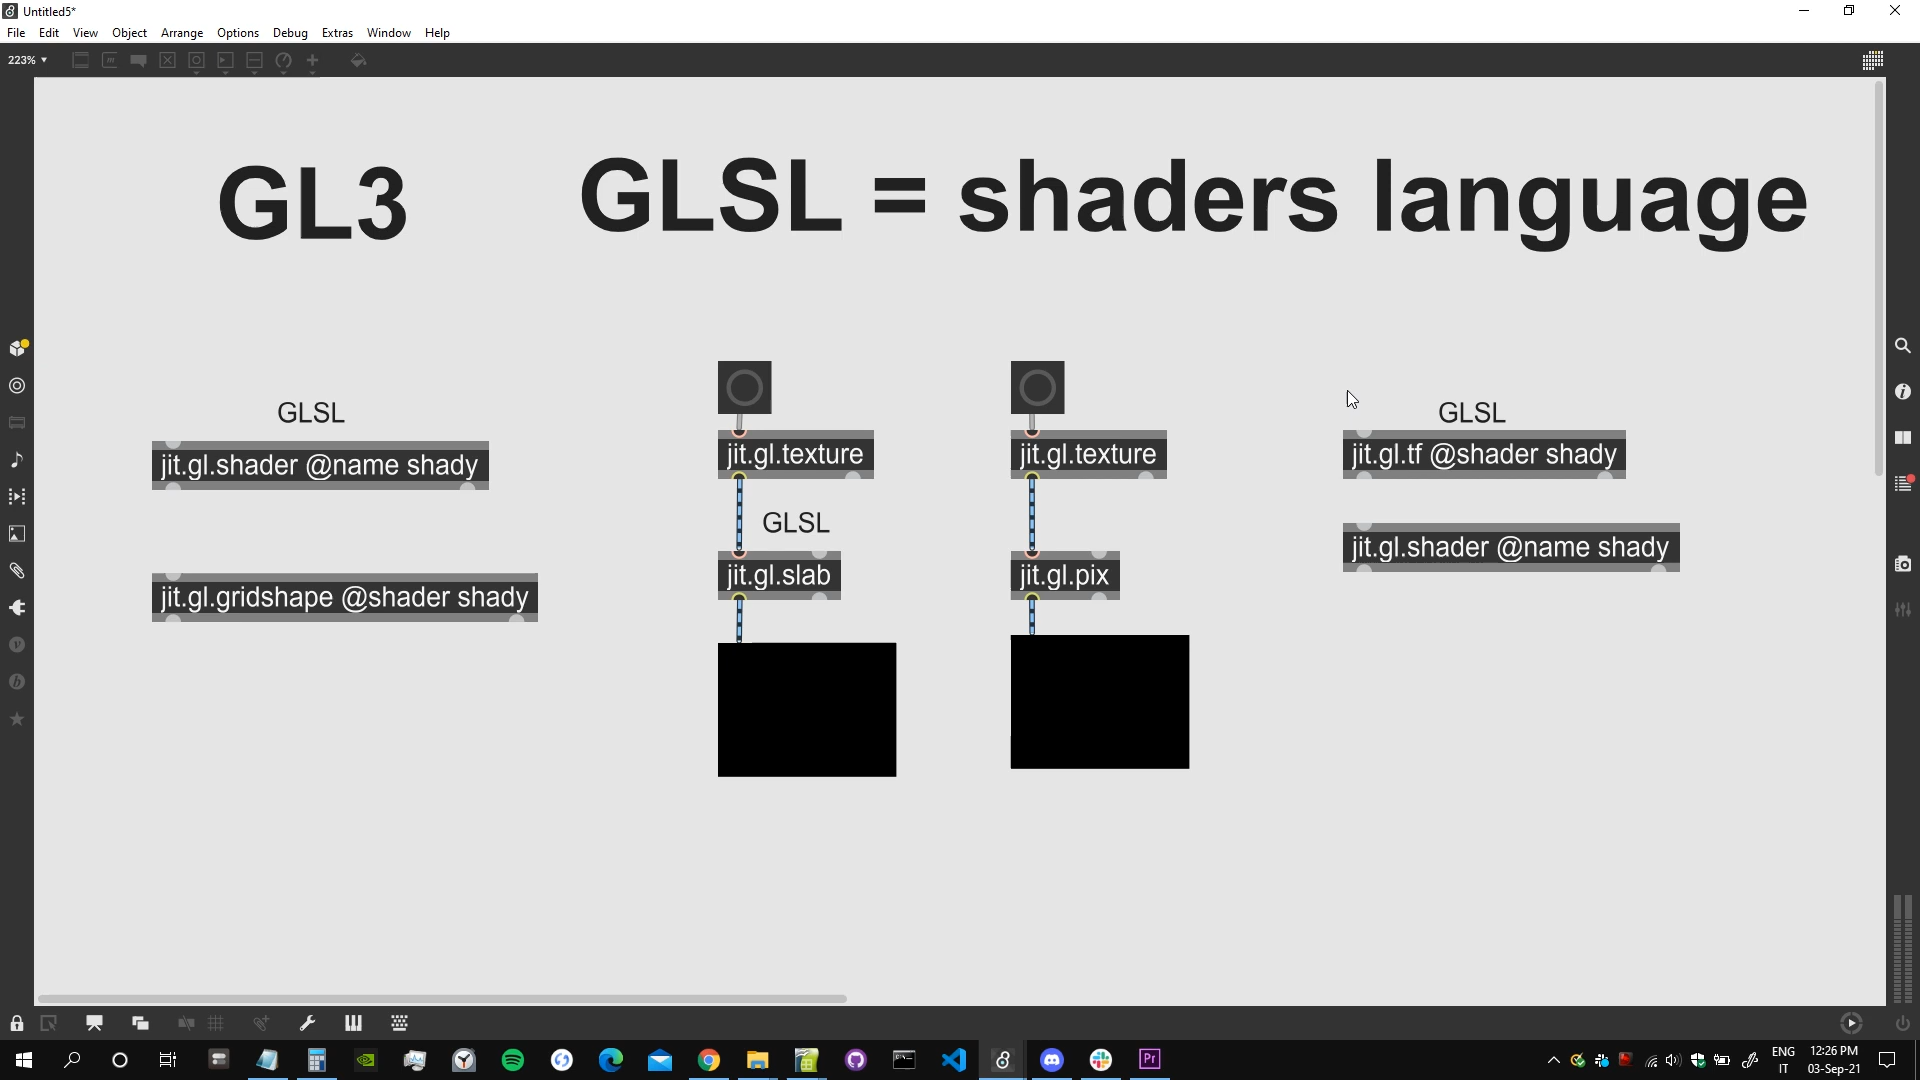 Untitled5*
File Edit View Object Arrange Options Debug Extras Window Help
223%
GL3
GLSL = shaders language
GLSL
jit.gl.shader @name shady
jit.gl.gridshape @shader shady
jit.gl.texture
GLSL
jit.gl.slab
jit.gl.texture
jit.gl.pix
GLSL
jit.gl.tf @shader shady
jit.gl.shader @name shady
Pr
ENG
IT
12:26 PM
03-Sep-21